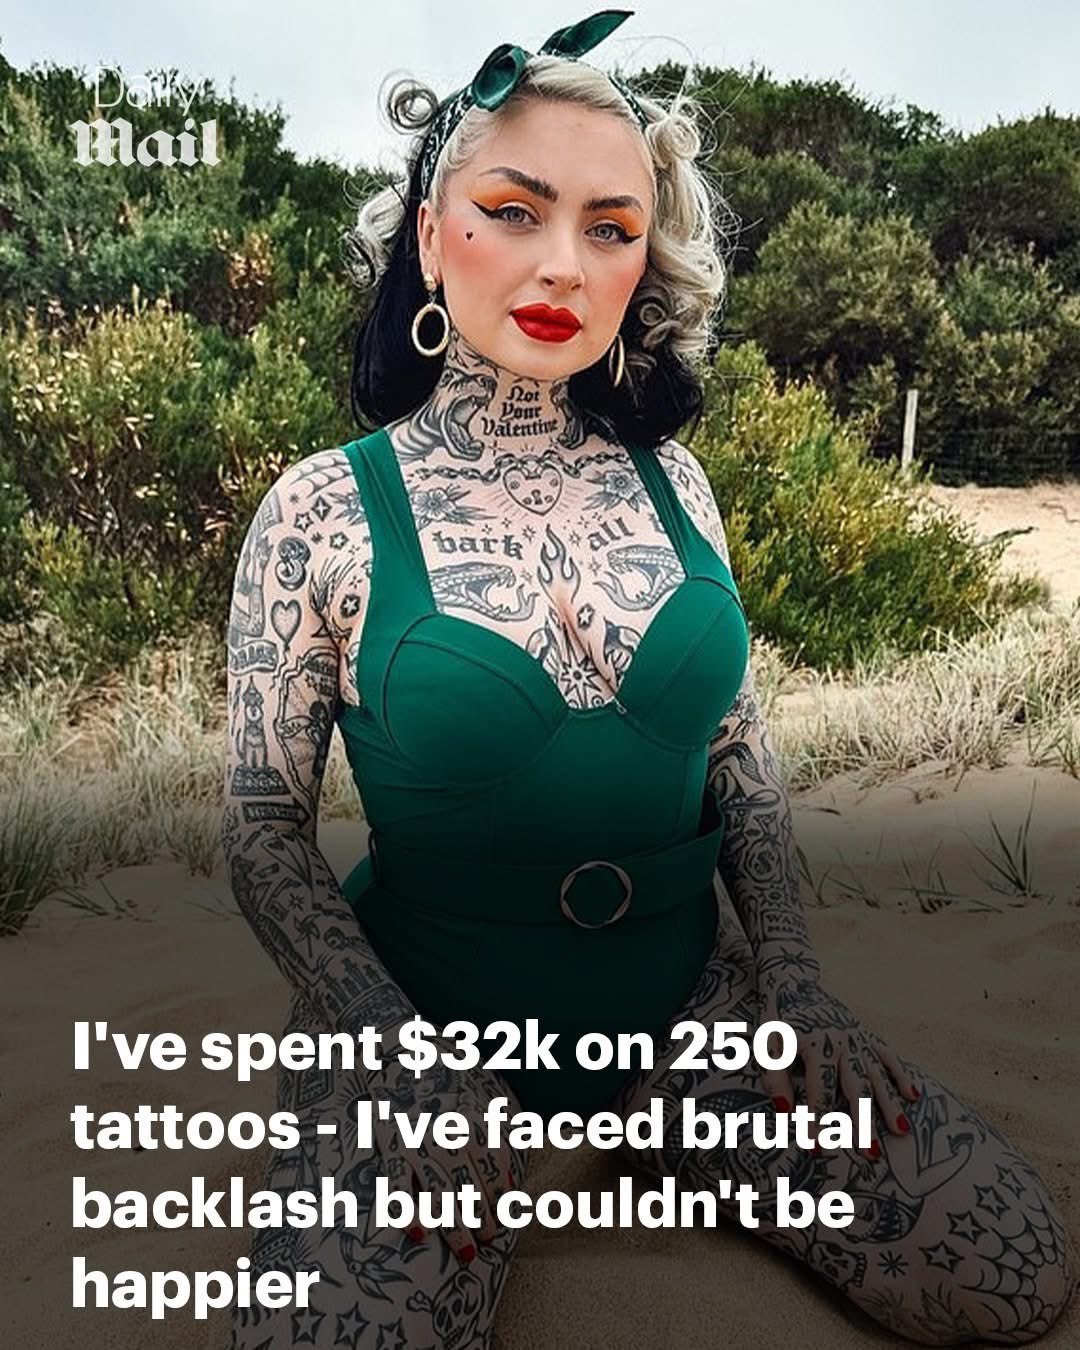 Daily
Mail
Not
Your
Valentine
bark
all
I've spent $32k on 250
tattoos - I've faced brutal
backlash but couldn't be
happier